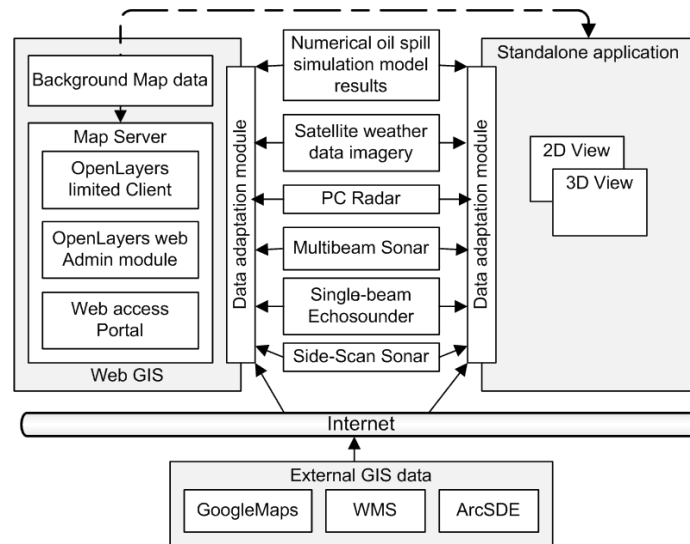 Background Map data
Map Server
OpenLayers
limited Client
OpenLayers web
Admin module
Web access
Portal
Web GIS
Data adaptation module
Numerical oil spill
simulation model
results
Satellite weather
data imagery
PC Radar
Multibeam Sonar
Single-beam
Echosounder
Side-Scan Sonar
Data adaptation module
Standalone application
2D View
3D View
Internet
External GIS data
GoogleMaps
WMS
ArcSDE